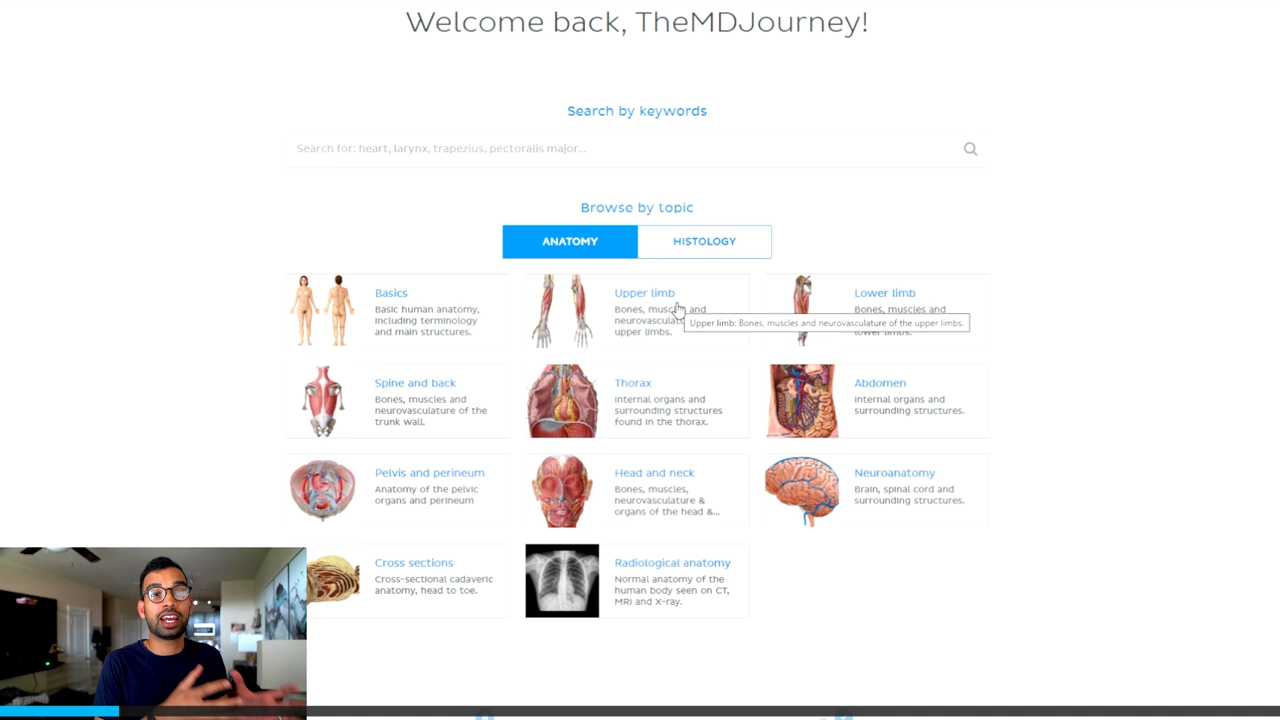 Welcome back, TheMDJourney!
Search by keywords
Search for: heart, larynx, trapezius, pectoralis major...
Browse by topic
ANATOMY
HISTOLOGY
Basics
Basic human anatomy,
including terminology
and main structures.
Upper limb
Bones, and
upper limbs.
Upper limb: Bones, muscles and neurovasculature of the upper limbs.
Lower limb
Bones, muscles and
lower limbs.
Spine and back
Bones, muscles and
neurovasculature of the
trunk wall.
Thorax
Internal organs and
surrounding structures
found in the thorax.
Abdomen
Internal organs and
surrounding structures.
Pelvis and perineum
Anatomy of the pelvic
organs and perineum
Head and neck
Bones, muscles,
neurovasculature &
organs of the head &...
Neuroanatomy
Brain, spinal cord and
surrounding structures.
Cross sections
Cross-sectional cadaveric
anatomy, head to toe.
Radiological anatomy
Normal anatomy of the
human body seen on CT,
MRI and X-ray.